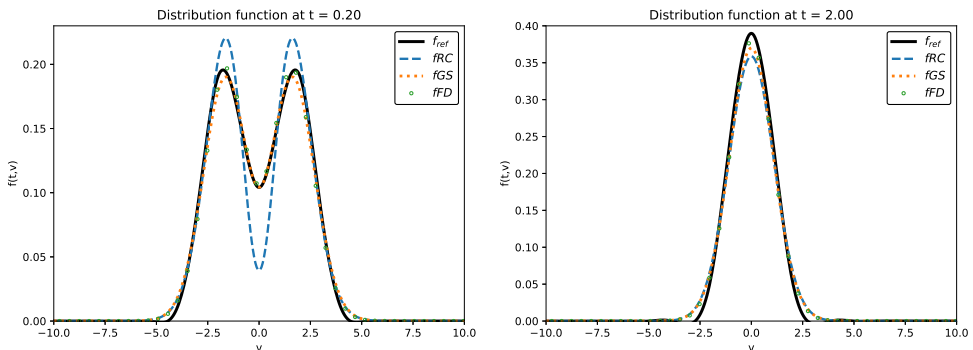 Distribution function at t = 0.20
f(t,v)
0.20
0.15
0.10
0.05
0.00
−10.0 −7.5 −5.0 −2.5 0.0 2.5 5.0 7.5 10.0
v
f_ref
fRC
fGS
fFD
Distribution function at t = 2.00
f(t,v)
0.40
0.35
0.30
0.25
0.20
0.15
0.10
0.05
0.00
−10.0 −7.5 −5.0 −2.5 0.0 2.5 5.0 7.5 10.0
v
f_ref
fRC
fGS
fFD